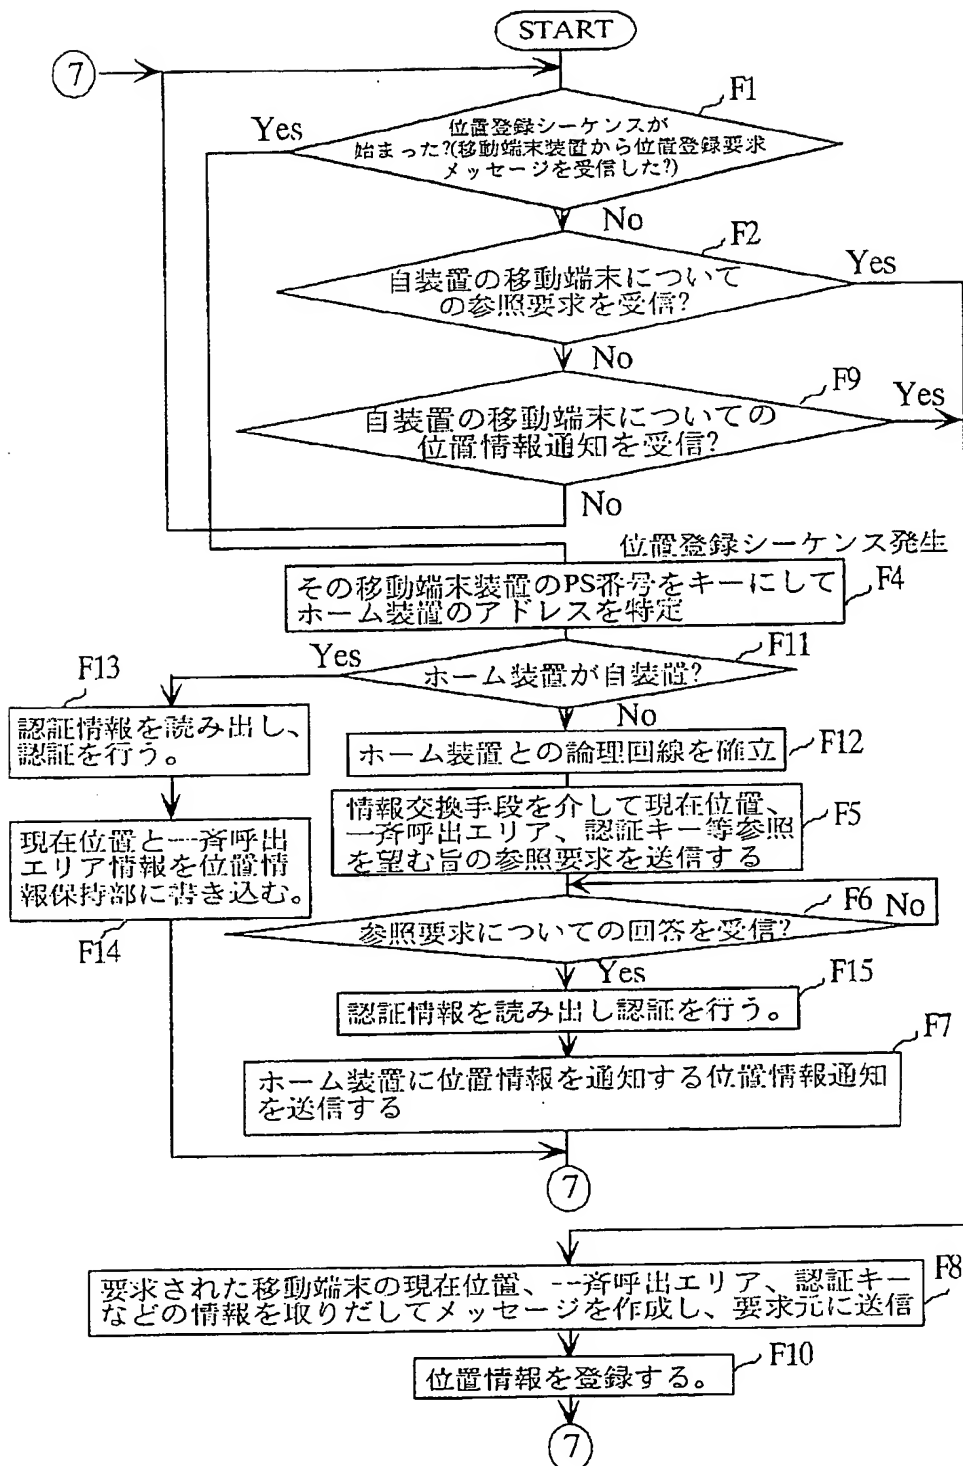 START
7
F1
Yes
位置登録シーケンスが
始まった?(移動端末装置から位置登録要求
メッセージを受信した?)
No
F2
Yes
自装置の移動端末について
の参照要求を受信?
No
F9
Yes
自装置の移動端末についての
位置情報通知を受信?
No
位置登録シーケンス発生
F4
その移動端末装置のPS番号をキーにして
ホーム装置のアドレスを特定
F11
Yes
ホーム装置が自装置?
No
F13
認証情報を読み出し、
認証を行う。
F12
ホーム装置との論理回線を確立
F5
情報交換手段を介して現在位置、
一斉呼出エリア、認証キー等参照
を望む旨の参照要求を送信する
現在位置と一斉呼出
エリア情報を位置情
報保持部に書き込む。
F14
F6
No
参照要求についての回答を受信?
Yes
F15
認証情報を読み出し認証を行う。
F7
ホーム装置に位置情報を通知する位置情報通知
を送信する
7
F8
要求された移動端末の現在位置、一斉呼出エリア、認証キー
などの情報を取りだしてメッセージを作成し、要求元に送信
F10
位置情報を登録する。
7